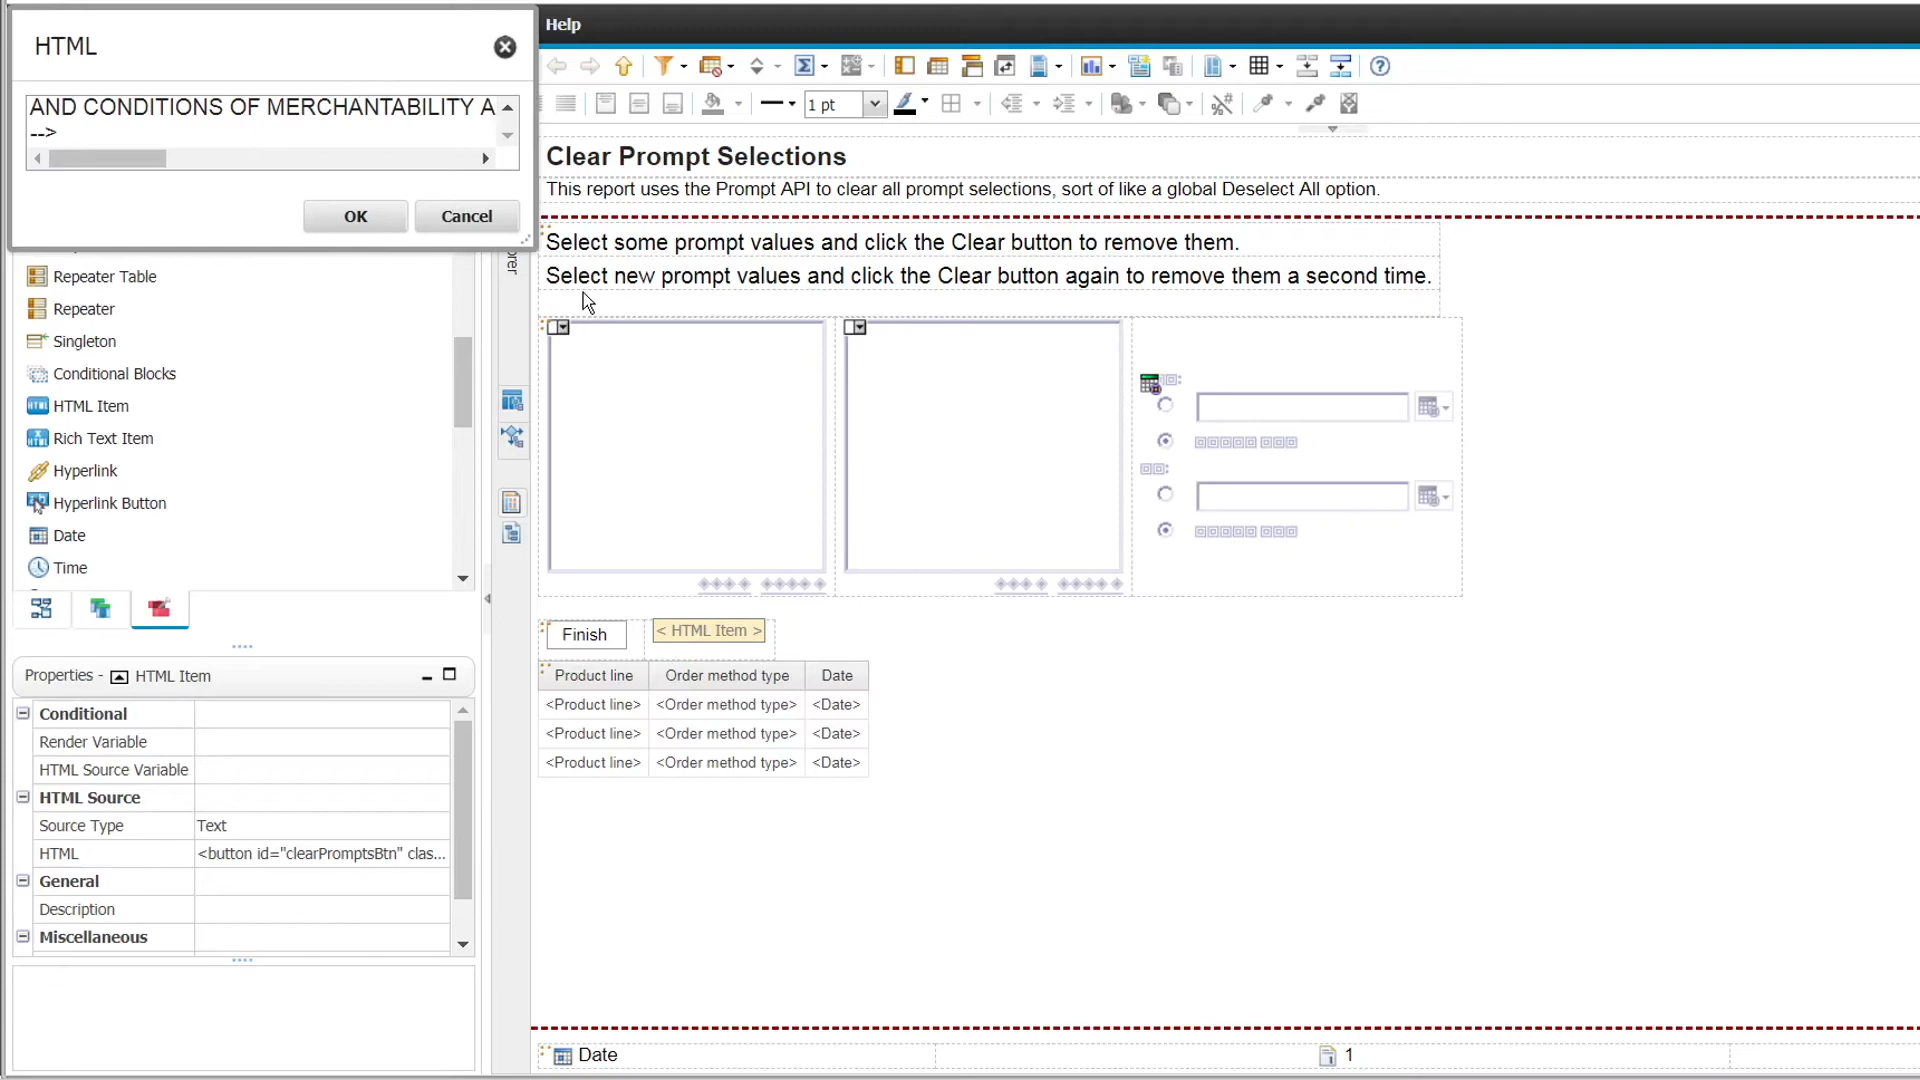 HTML
AND CONDITIONS OF MERCHANTABILITY A
-->
OK
Cancel
Help
1 pt
Clear Prompt Selections
This report uses the Prompt API to clear all prompt selections, sort of like a global Deselect All option.
Select some prompt values and click the Clear button to remove them.
Select new prompt values and click the Clear button again to remove them a second time.
orer
Repeater Table
Repeater
Singleton
Conditional Blocks
HTML Item
Rich Text Item
Hyperlink
Hyperlink Button
Date
Time
Finish
< HTML Item >
Product line Order method type Date
<Product line> <Order method type> <Date>
<Product line> <Order method type> <Date>
<Product line> <Order method type> <Date>
Properties - HTML Item
Conditional
Render Variable
HTML Source Variable
HTML Source
Source Type Text
HTML <button id="clearPromptsBtn" clas...
General
Description
Miscellaneous
Date
1